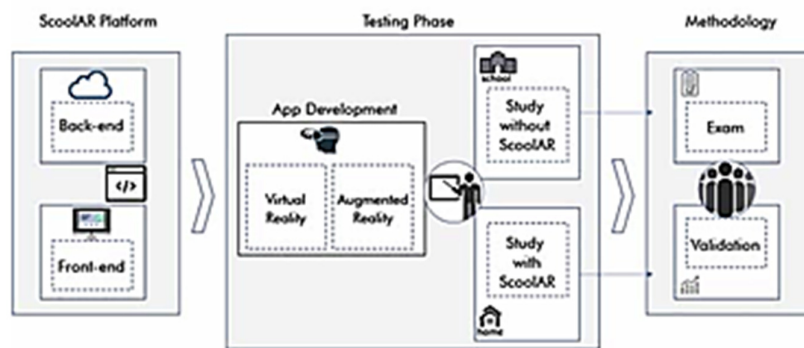 ScoolAR Platform
Testing Phase
Methodology
Back-end
</>
Front-end
App Development
Virtual
Reality
Augmented
Reality
school
Study
without
ScoolAR
Study
with
ScoolAR
home
Exam
Validation